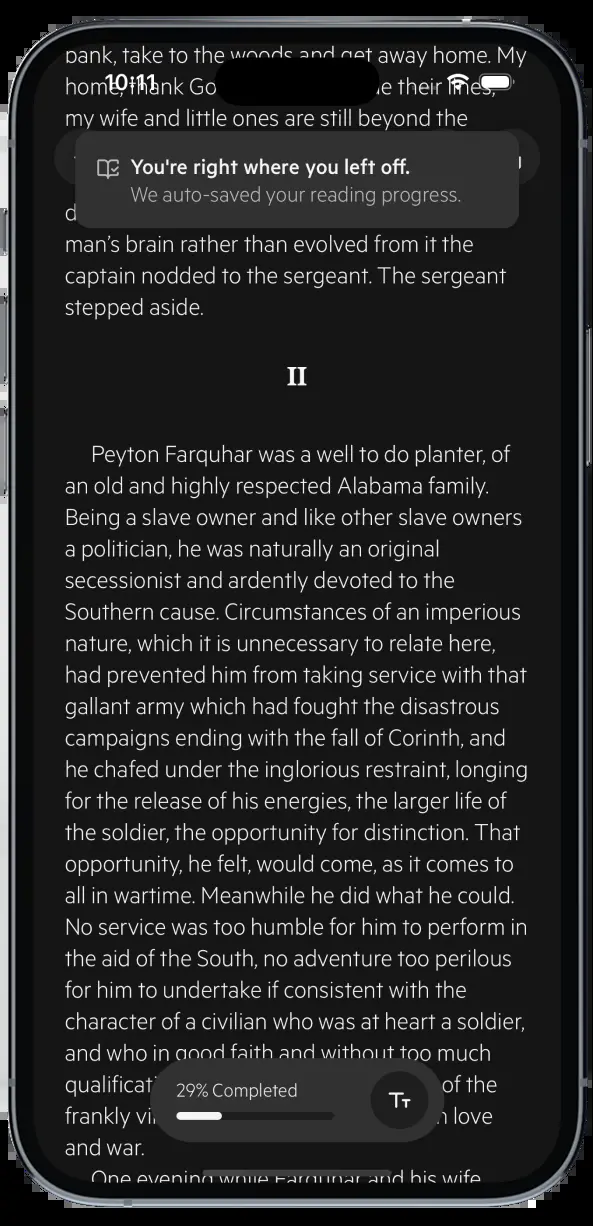 bank, take to the woods and get away home. My
10:11
home, thank Go e their lines,
my wife and little ones are still beyond the
You're right where you left off.
We auto-saved your reading progress.
d
man's brain rather than evolved from it the
captain nodded to the sergeant. The sergeant
stepped aside.
II
Peyton Farquhar was a well to do planter, of
an old and highly respected Alabama family.
Being a slave owner and like other slave owners
a politician, he was naturally an original
secessionist and ardently devoted to the
Southern cause. Circumstances of an imperious
nature, which it is unnecessary to relate here,
had prevented him from taking service with that
gallant army which had fought the disastrous
campaigns ending with the fall of Corinth, and
he chafed under the inglorious restraint, longing
for the release of his energies, the larger life of
the soldier, the opportunity for distinction. That
opportunity, he felt, would come, as it comes to
all in wartime. Meanwhile he did what he could.
No service was too humble for him to perform in
the aid of the South, no adventure too perilous
for him to undertake if consistent with the
character of a civilian who was at heart a soldier,
and who in good faith and without too much
qualificati of the
29% Completed
TT
frankly vi n love
and war.
One evening while Farquhar and his wife